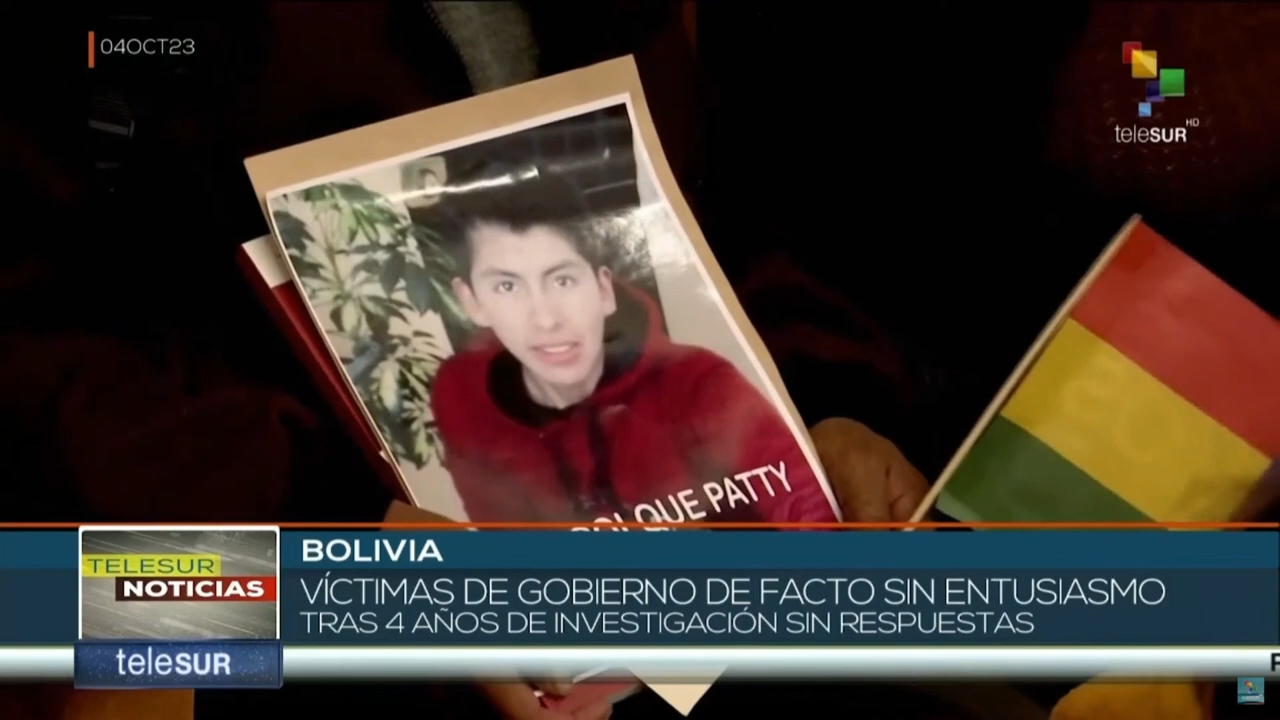 04OCT23
HD
teleSUR
PATTY
BOLIVIA
TELESUR
NOTICIAS
VÍCTIMAS DE GOBIERNO DE FACTO SIN ENTUSIASMO
TRAS 4 AÑOS DE INVESTIGACIÓN SIN RESPUESTAS
teleSUR